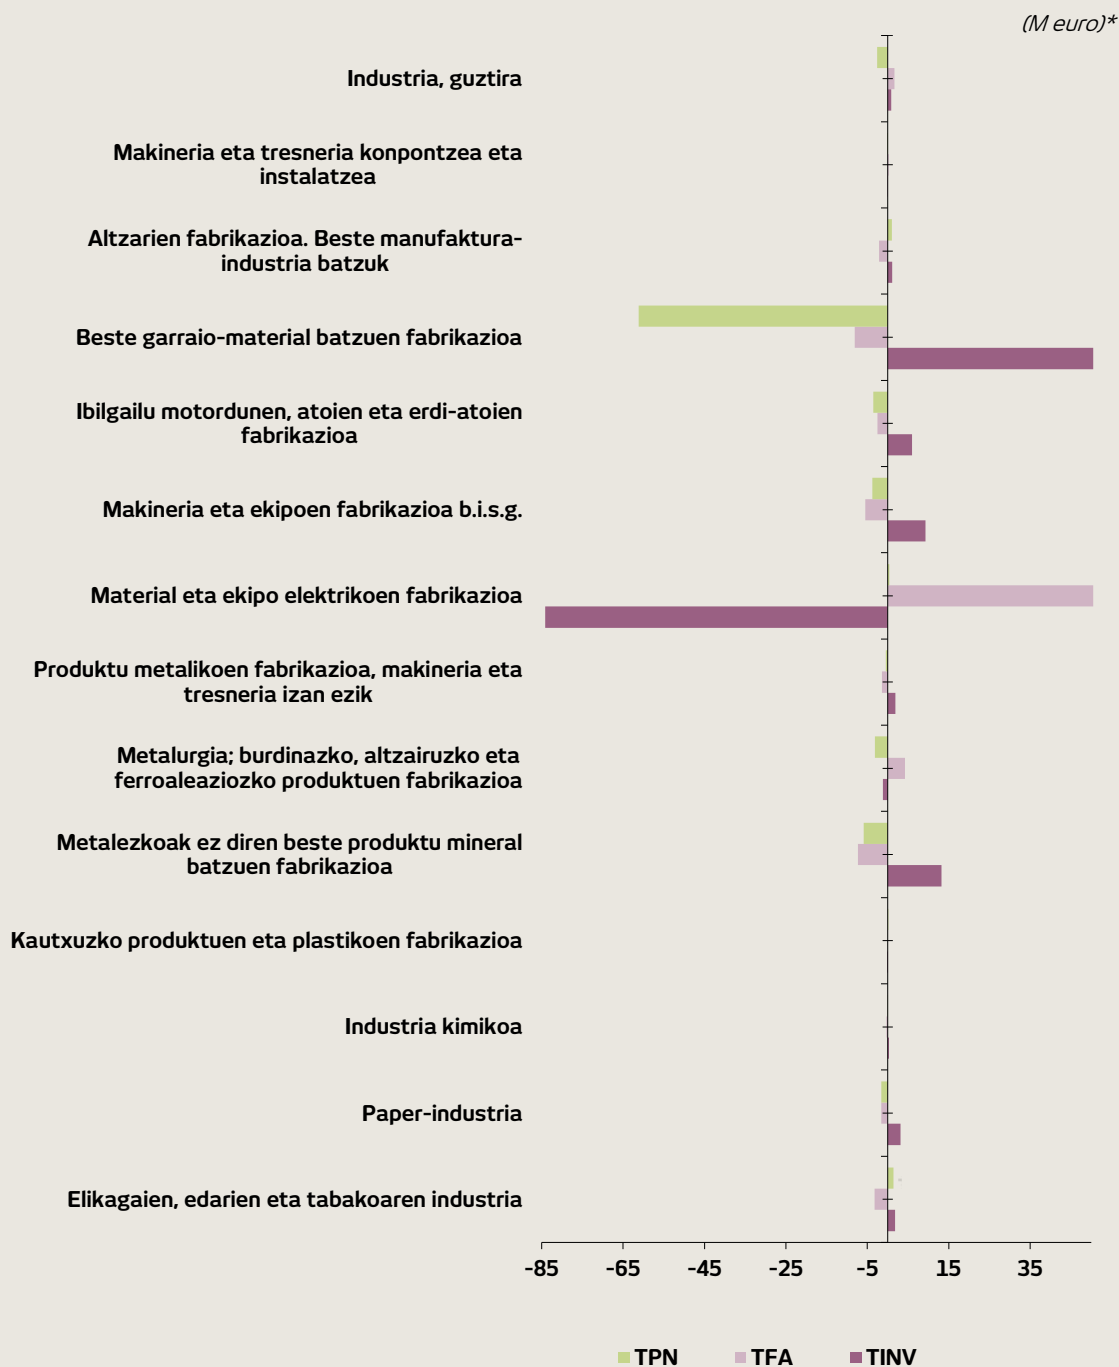 (M euro)*
Industria, guztira
Makineria eta tresneria konpontzea eta
instalatzea
Altzarien fabrikazioa. Beste manufaktura-
industria batzuk
Beste garraio-material batzuen fabrikazioa
Ibilgailu motordunen, atoien eta erdi-atoien
fabrikazioa
Makineria eta ekipoen fabrikazioa b.i.s.g.
Material eta ekipo elektrikoen fabrikazioa
Produktu metalikoen fabrikazioa, makineria eta
tresneria izan ezik
Metalurgia; burdinazko, altzairuzko eta
ferroaleaziozko produktuen fabrikazioa
Metalezkoak ez diren beste produktu mineral
batzuen fabrikazioa
Kautxuzko produktuen eta plastikoen fabrikazioa
Industria kimikoa
Paper-industria
Elikagaien, edarien eta tabakoaren industria
-85 -65 -45 -25 -5 15 35
TPN TFA TINV